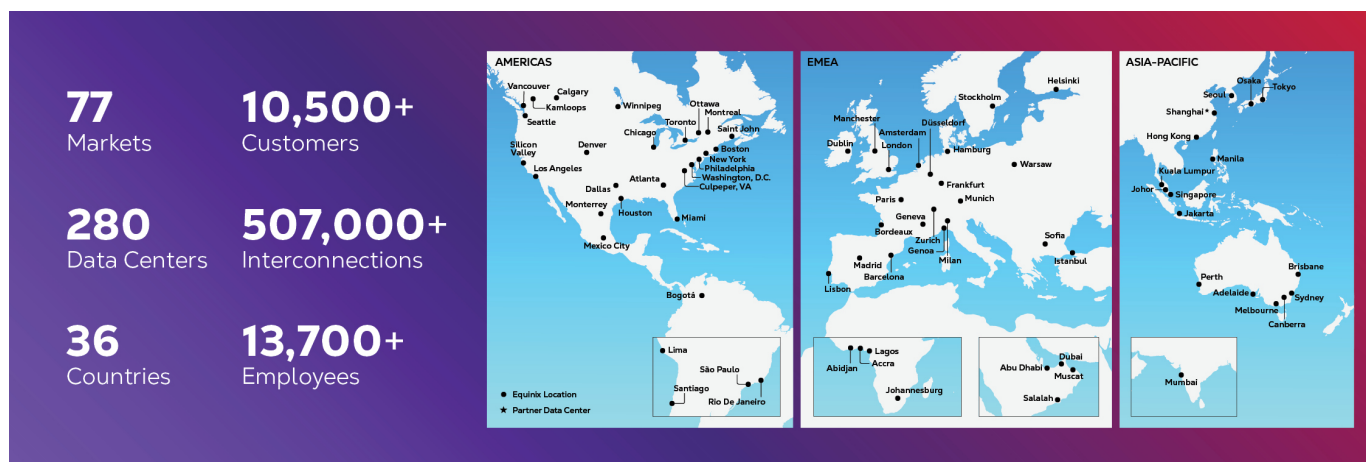 77
Markets
10,500+
Customers
280
Data Centers
507,000+
Interconnections
36
Countries
13,700+
Employees
AMERICAS
Vancouver
Calgary
Kamloops
Seattle
Winnipeg
Ottawa
Montreal
Toronto
Saint John
Chicago
Boston
New York
Philadelphia
Washington, D.C.
Culpeper, VA
Silicon
Valley
Denver
Los Angeles
Atlanta
Dallas
Monterrey
Houston
Miami
Mexico City
Bogotá
Lima
São Paulo
Santiago
Rio De Janeiro
● Equinix Location
★ Partner Data Center
EMEA
Helsinki
Stockholm
Manchester
Düsseldorf
Amsterdam
London
Dublin
Hamburg
Warsaw
Frankfurt
Paris
Munich
Geneva
Bordeaux
Zurich
Genoa
Milan
Sofia
Istanbul
Madrid
Barcelona
Lisbon
Lagos
Abidjan
Accra
Johannesburg
Dubai
Abu Dhabi
Muscat
Salalah
ASIA-PACIFIC
Osaka
Tokyo
Seoul
Shanghai★
Hong Kong
Manila
Kuala Lumpur
Johor
Singapore
Jakarta
Perth
Brisbane
Adelaide
Sydney
Melbourne
Canberra
Mumbai